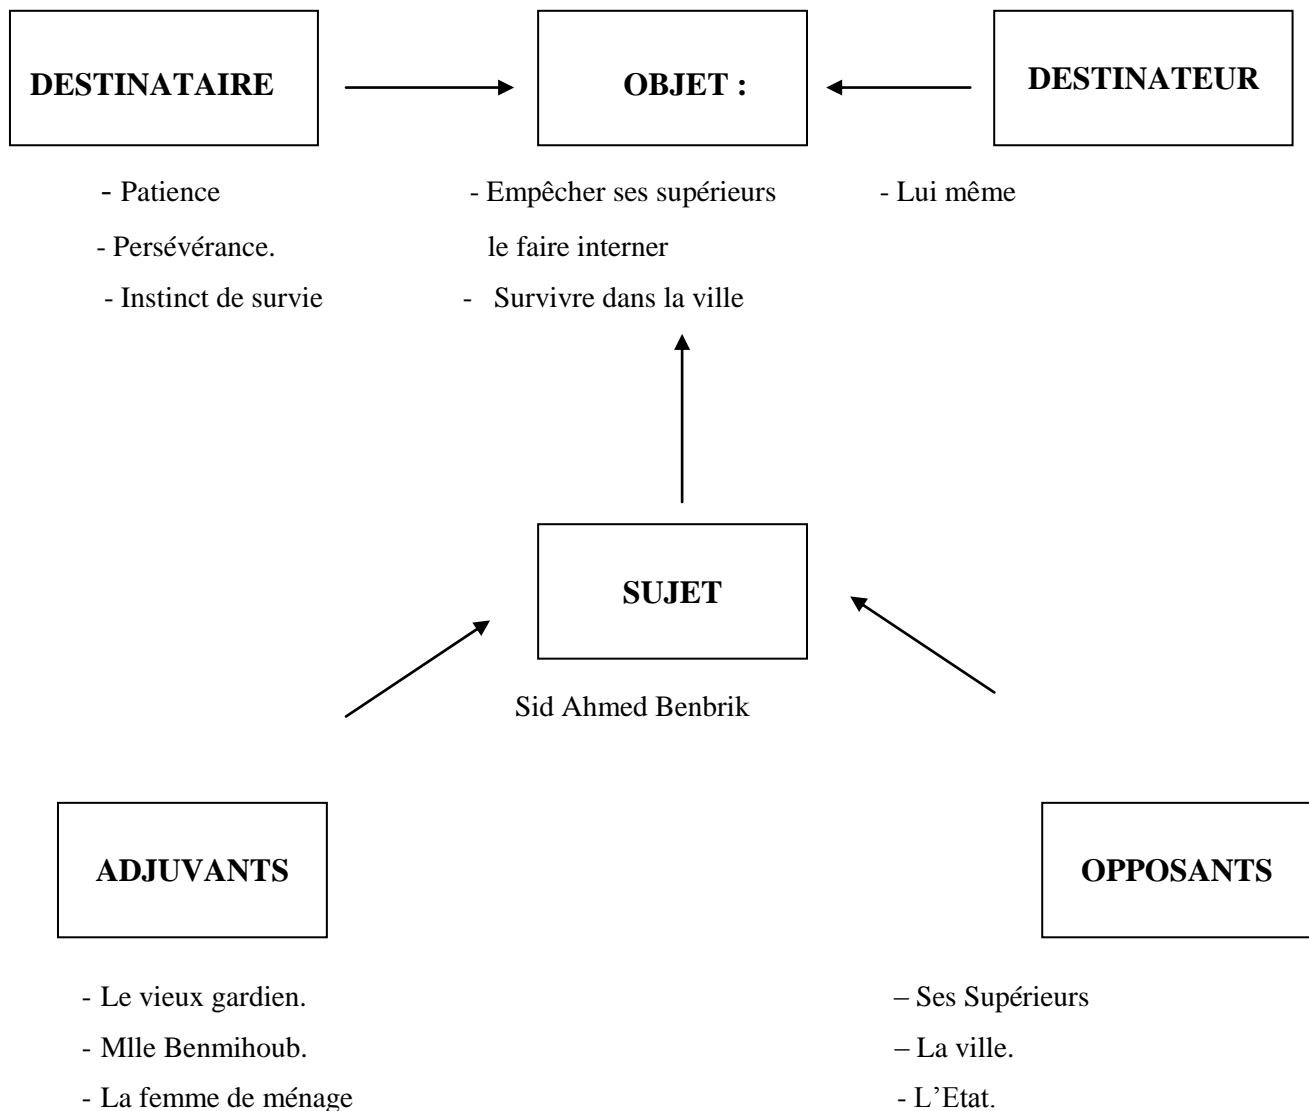 DESTINATAIRE
OBJET :
DESTINATEUR
- Patience
- Persévérance.
- Instinct de survie
- Empêcher ses supérieurs
le faire interner
- Survivre dans la ville
- Lui même
SUJET
Sid Ahmed Benbrik
ADJUVANTS
- Le vieux gardien.
- Mlle Benmihoub.
- La femme de ménage
OPPOSANTS
– Ses Supérieurs
– La ville.
- L’Etat.